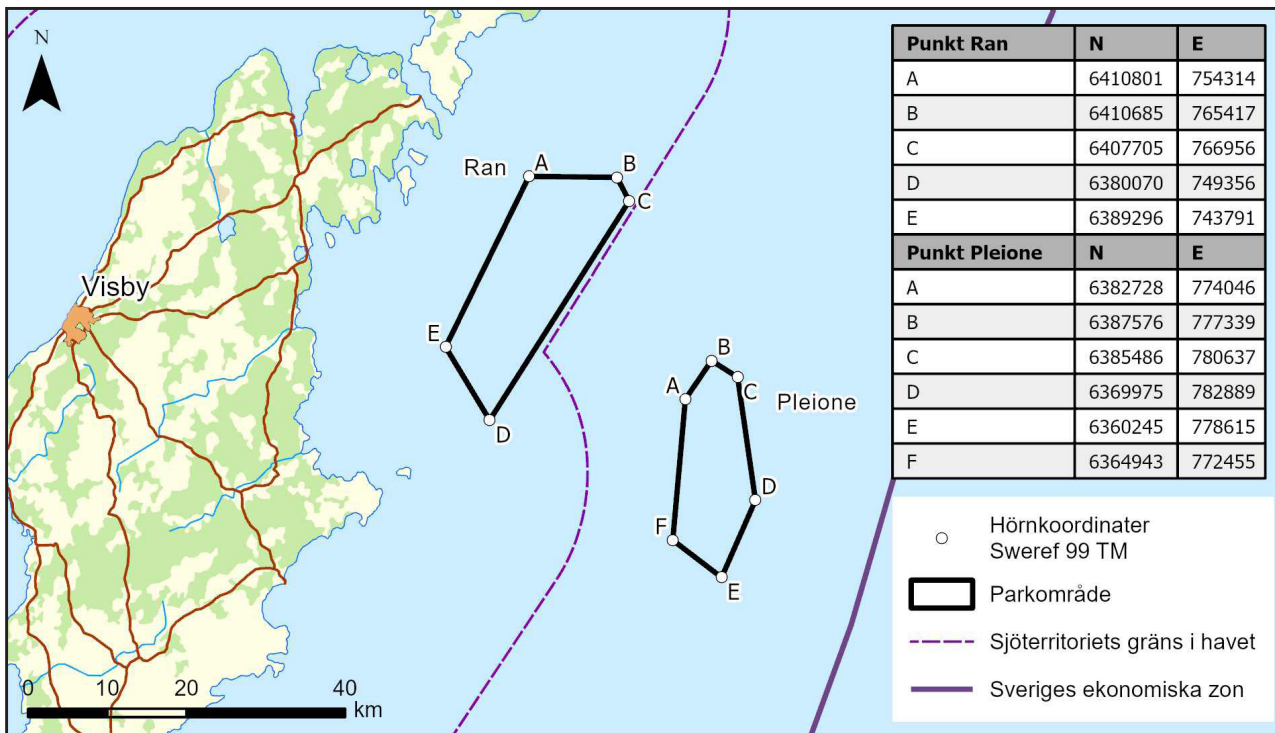 N
Ran
A
B
C
D
E
Visby
A
B
C
D
E
F
Pleione
0 10 20 40
km
Punkt Ran N E
A 6410801 754314
B 6410685 765417
C 6407705 766956
D 6380070 749356
E 6389296 743791
Punkt Pleione N E
A 6382728 774046
B 6387576 777339
C 6385486 780637
D 6369975 782889
E 6360245 778615
F 6364943 772455
Hörnkoordinater
Sweref 99 TM
Parkområde
Sjöterritoriets gräns i havet
Sveriges ekonomiska zon